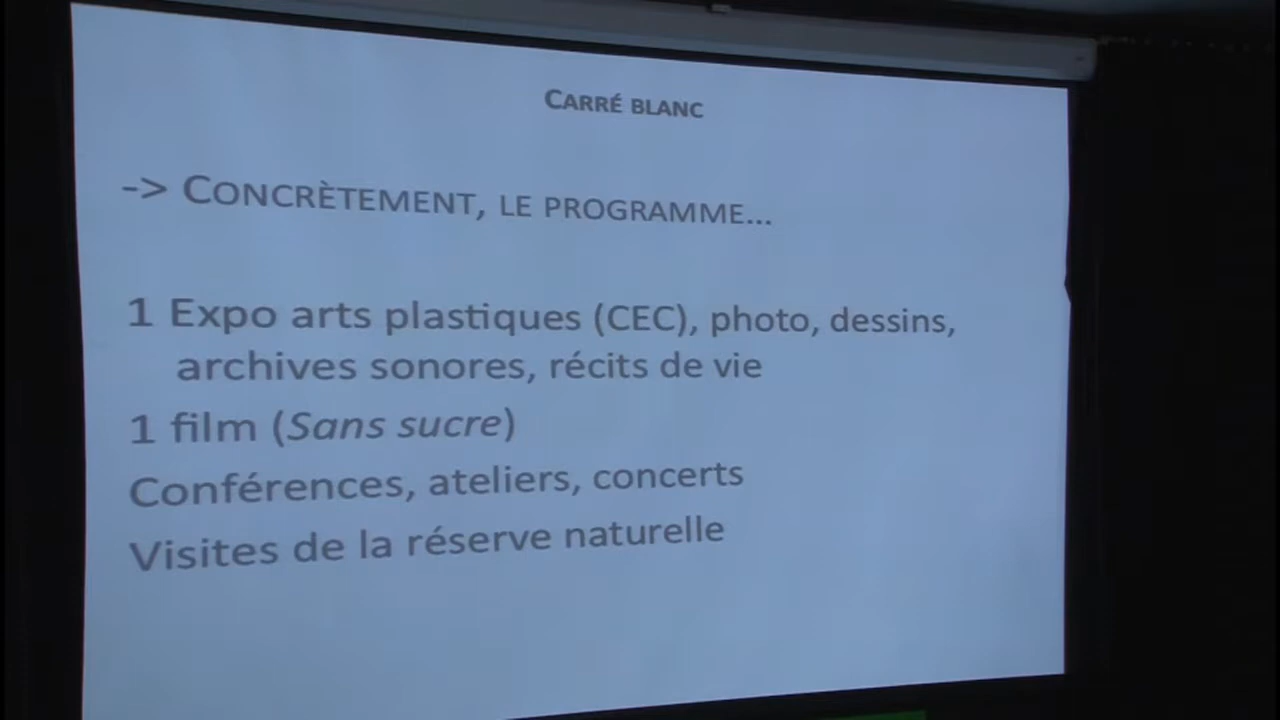 CARRÉ BLANC
-> CONCRÈTEMENT, LE PROGRAMME...
1 Expo arts plastiques (CEC), photo, dessins,
archives sonores, récits de vie
1 film (Sans sucre)
Conférences, ateliers, concerts
Visites de la réserve naturelle